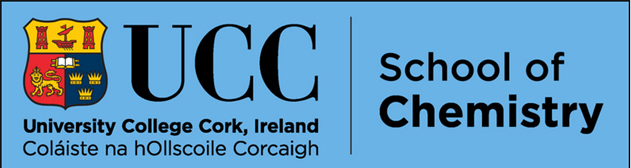 UCC
University College Cork, Ireland
Coláiste na hOllscoile Corcaigh
School of
Chemistry